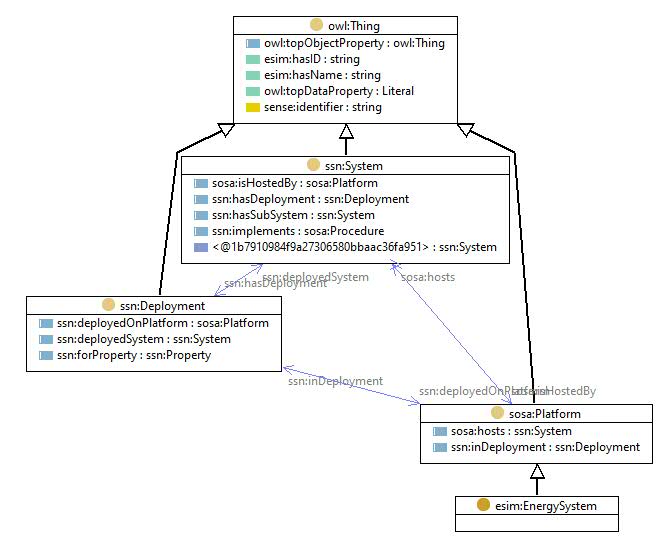 owl:Thing
owl:topObjectProperty : owl:Thing
esim:hasID : string
esim:hasName : string
owl:topDataProperty : Literal
sense:identifier : string
ssn:System
sosa:isHostedBy : sosa:Platform
ssn:hasDeployment : ssn:Deployment
ssn:hasSubSystem : ssn:System
ssn:implements : sosa:Procedure
<@1b7910984f9a27306580bbaac36fa951> : ssn:System
ssn:deployedSystem
sosa:hosts
ssn:hasDeployment
ssn:Deployment
ssn:deployedOnPlatform : sosa:Platform
ssn:deployedSystem : ssn:System
ssn:forProperty : ssn:Property
ssn:inDeployment
ssn:deployedOnPlatform
sosa:isHostedBy
sosa:Platform
sosa:hosts : ssn:System
ssn:inDeployment : ssn:Deployment
esim:EnergySystem